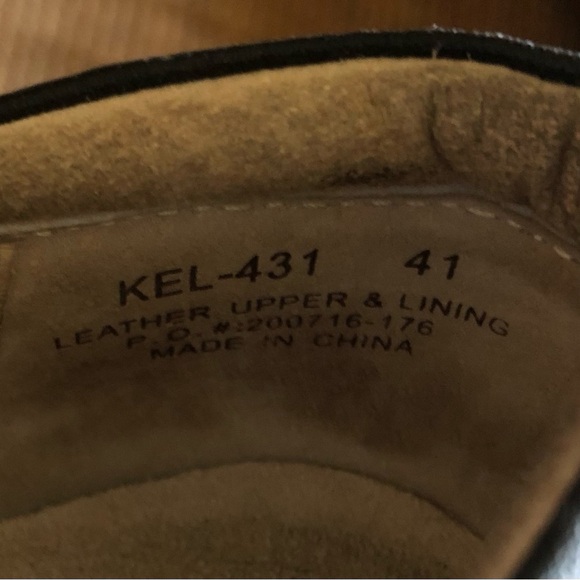 KEL-431 41
LEATHER UPPER & LINING
P.O.#:200716-176
MADE IN CHINA